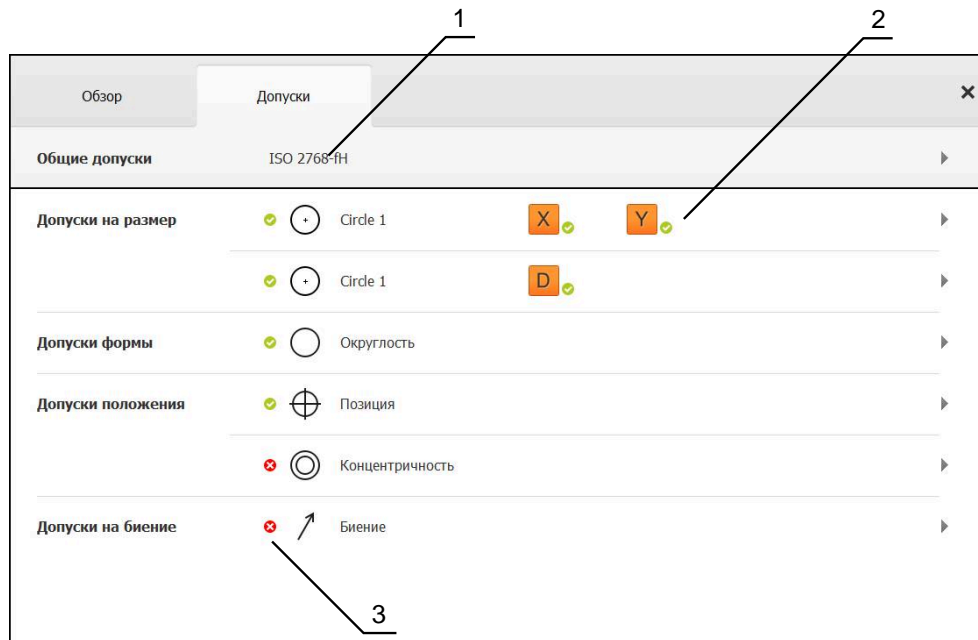 1
2
Обзор
Допуски
Общие допуски
ISO 2768-fH
Допуски на размер
Circle 1
X
Y
Circle 1
D
Допуски формы
Округлость
Допуски положения
Позиция
Концентричность
Допуски на биение
Биение
3